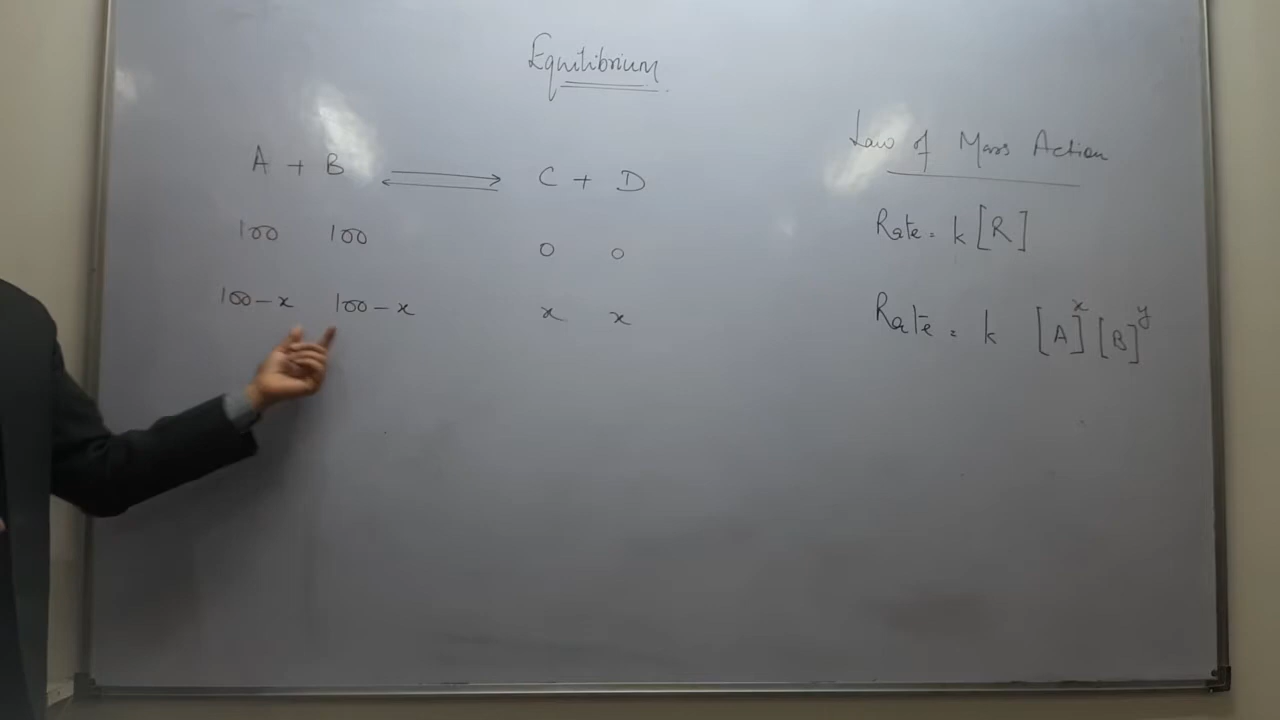 Equilibrium
A + B ⇌ C + D
100 100 0 0
100 - x 100 - x x x
Law of Mass Action
Rate = k [R]
Rate = k [A]^x [B]^y